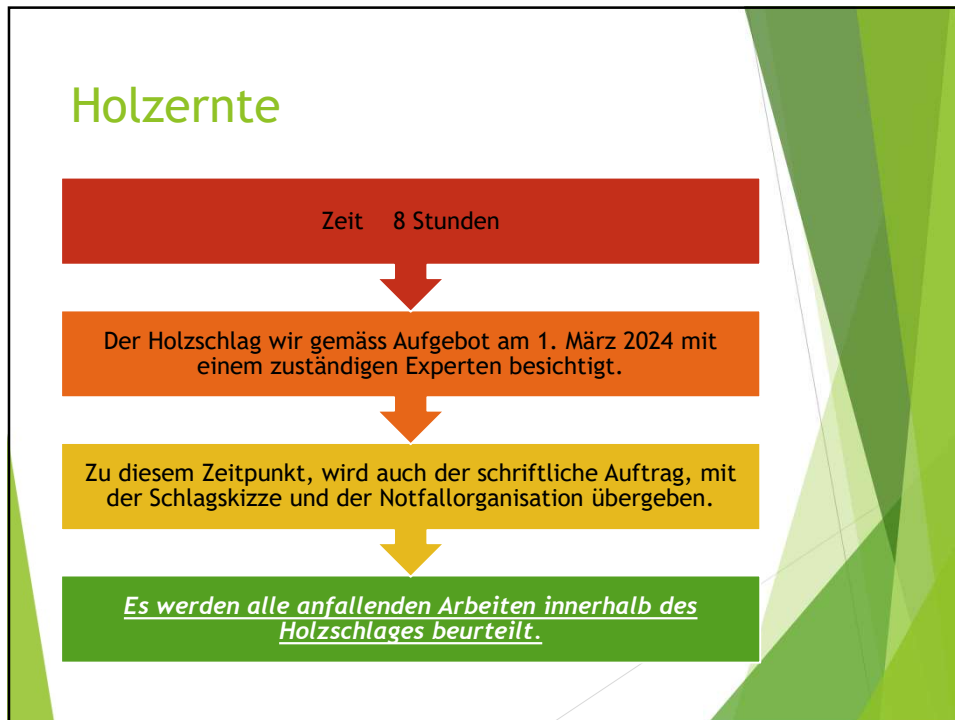 Holzernte
Zeit 8 Stunden
Der Holzschlag wir gemäss Aufgebot am 1. März 2024 mit
einem zuständigen Experten besichtigt.
Zu diesem Zeitpunkt, wird auch der schriftliche Auftrag, mit
der Schlagskizze und der Notfallorganisation übergeben.
Es werden alle anfallenden Arbeiten innerhalb des
Holzschlages beurteilt.